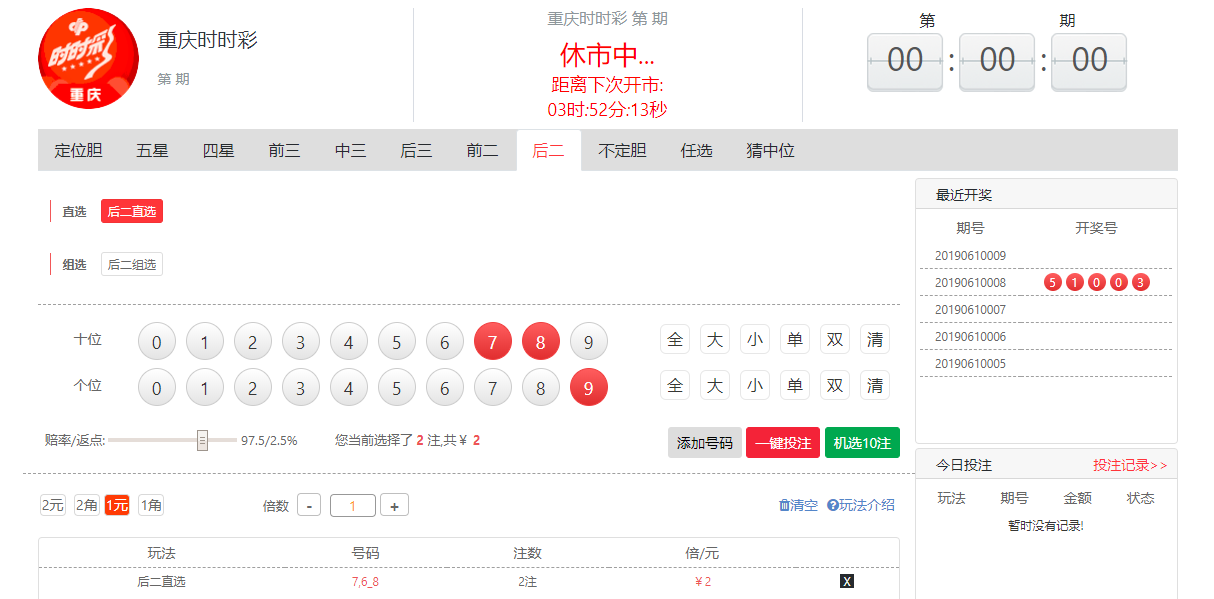 时时彩
重庆
重庆时时彩
第 期
重庆时时彩 第 期
休市中...
距离下次开市:
03时:52分:13秒
第 期
00 : 00 : 00
定位胆 五星 四星 前三 中三 后三 前二 后二 不定胆 任选 猜中位
直选 后二直选
组选 后二组选
十位 0 1 2 3 4 5 6 7 8 9 全 大 小 单 双 清
个位 0 1 2 3 4 5 6 7 8 9 全 大 小 单 双 清
赔率/返点: 97.5/2.5% 您当前选择了 2 注,共￥ 2 添加号码 一键投注 机选10注
2元 2角 1元 1角 倍数 - 1 + 清空 ?玩法介绍
玩法 号码 注数 倍/元
后二直选 7,6_8 2注 ￥2 X
最近开奖
期号 开奖号
20190610009
20190610008 5 1 0 0 3
20190610007
20190610006
20190610005
今日投注 投注记录>>
玩法 期号 金额 状态
暂时没有记录!